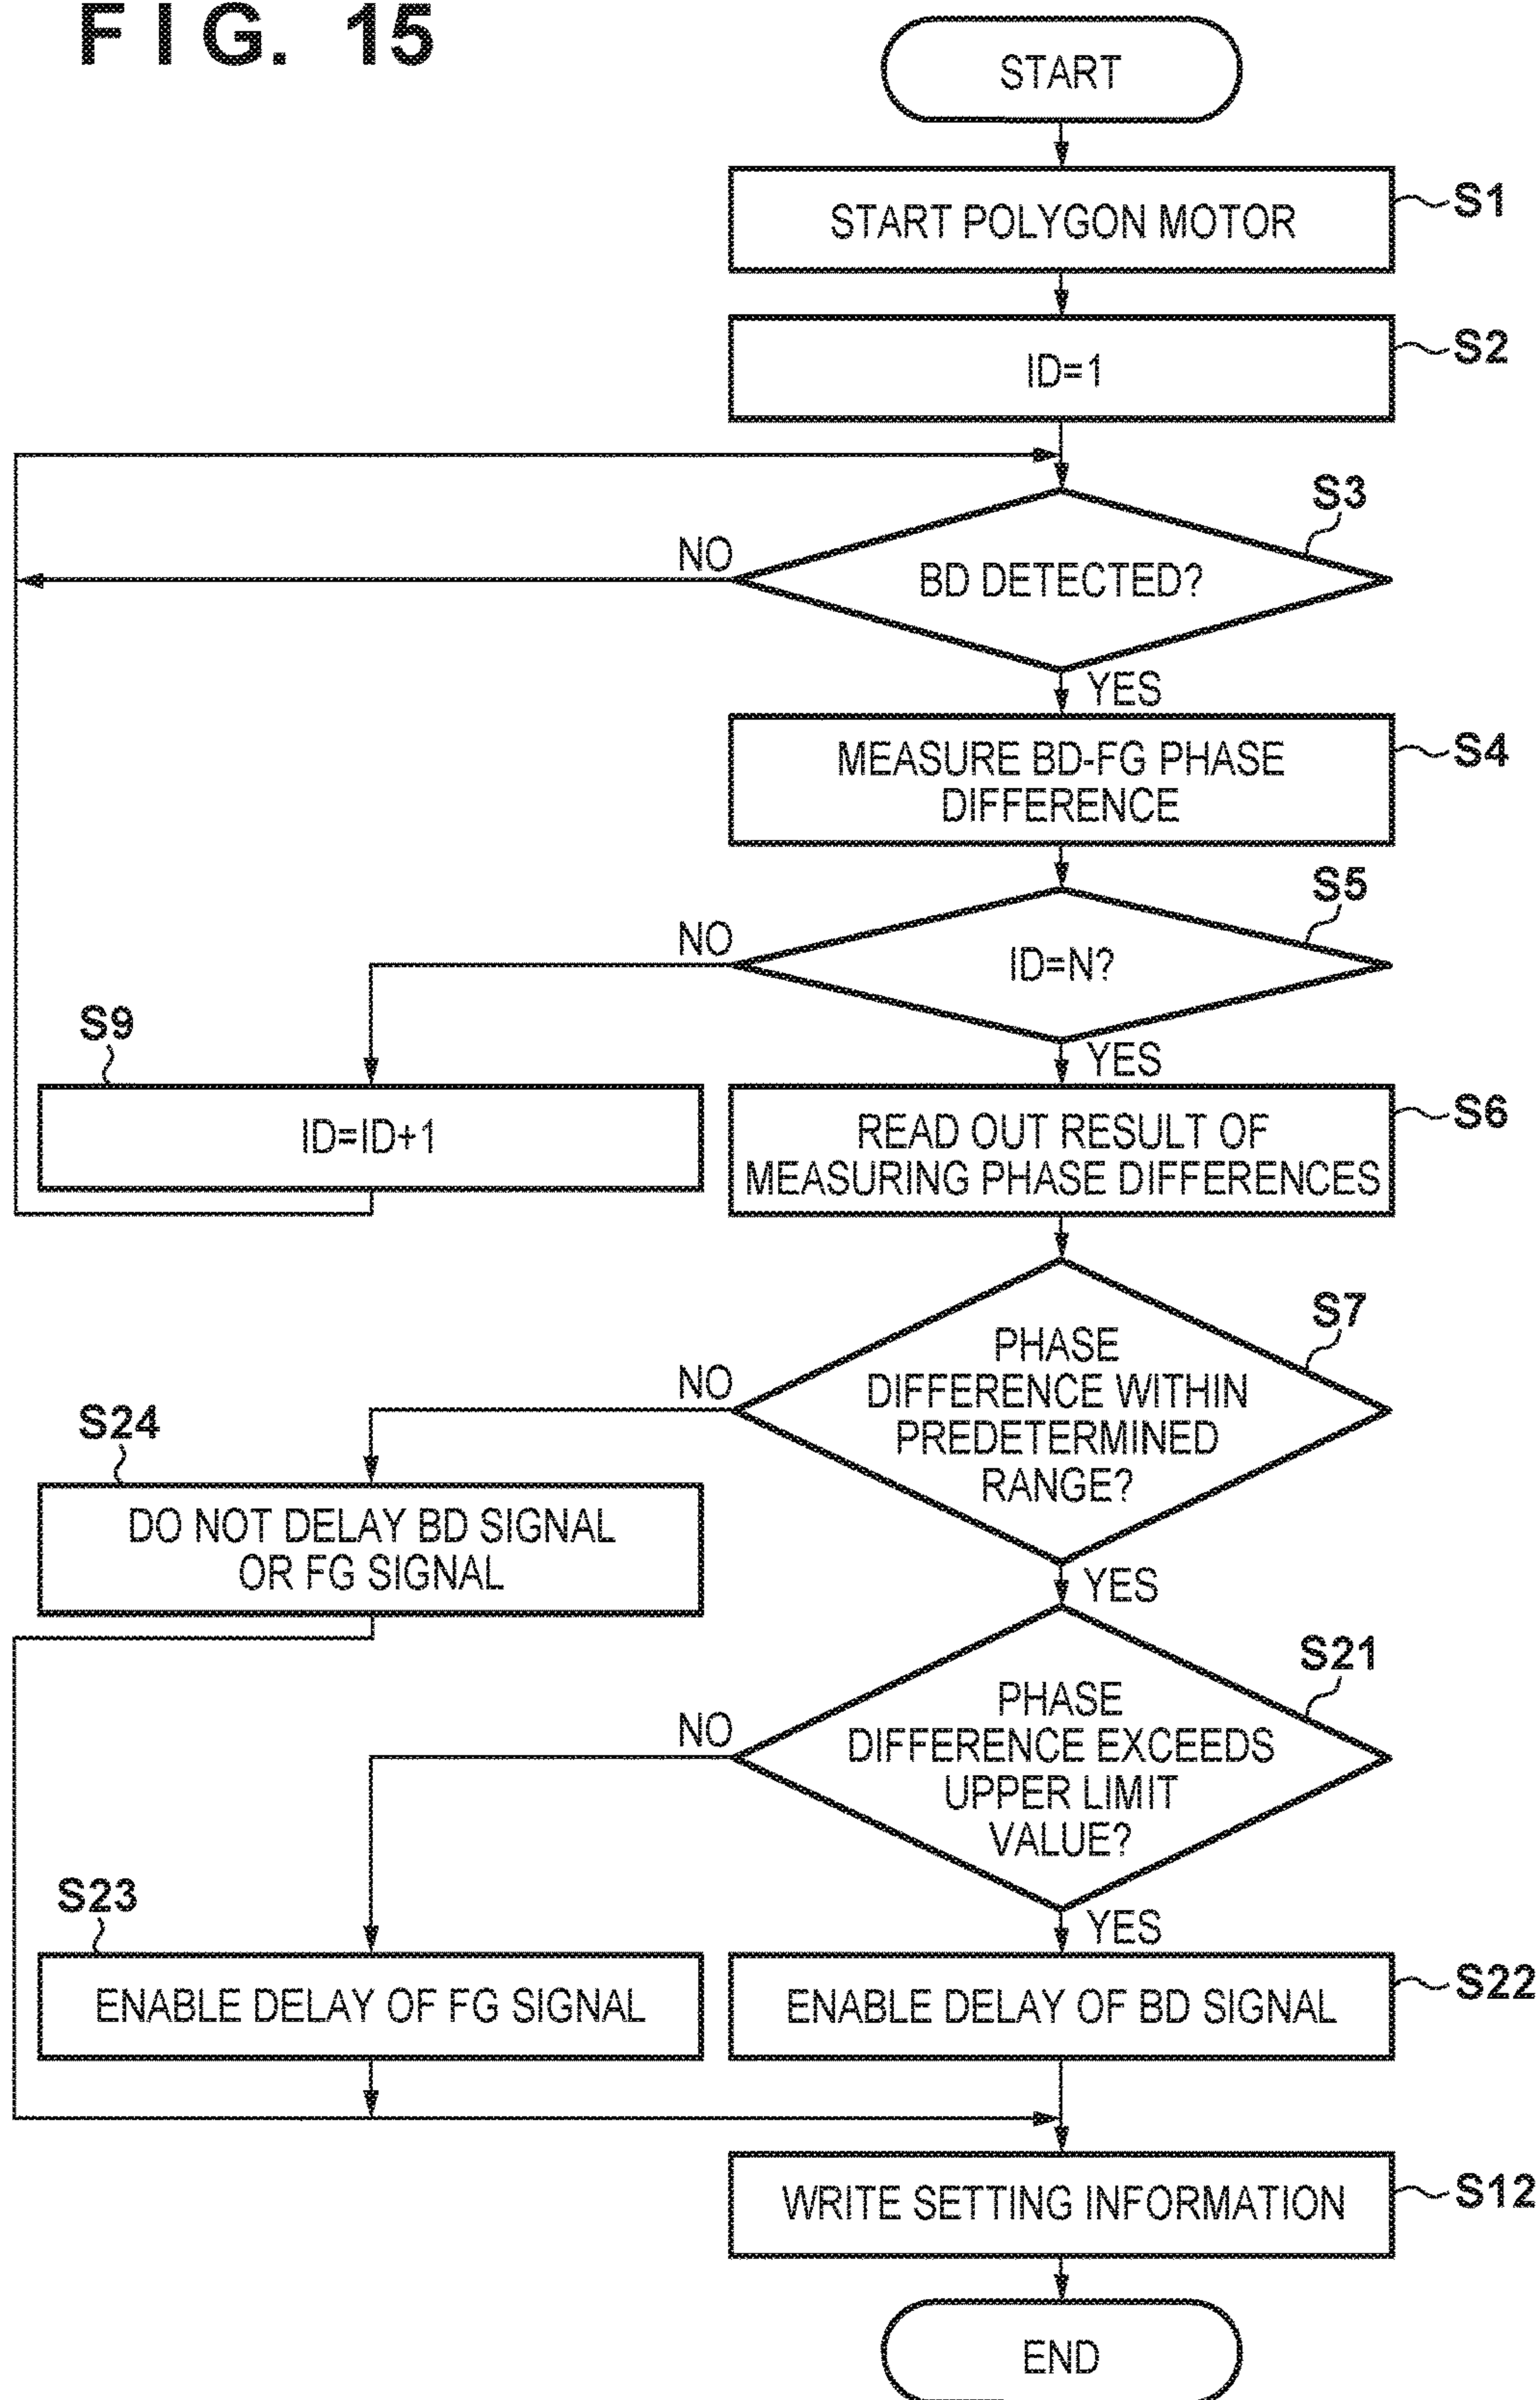 FIG. 15
START
START POLYGON MOTOR
S1
ID=1
S2
S3
NO
BD DETECTED?
YES
MEASURE BD-FG PHASE
DIFFERENCE
S4
S5
NO
ID=N?
YES
S9
ID=ID+1
READ OUT RESULT OF
MEASURING PHASE DIFFERENCES
S6
S7
NO
PHASE
DIFFERENCE WITHIN
PREDETERMINED
RANGE?
YES
S24
DO NOT DELAY BD SIGNAL
OR FG SIGNAL
S21
NO
PHASE
DIFFERENCE EXCEEDS
UPPER LIMIT
VALUE?
YES
S23
ENABLE DELAY OF FG SIGNAL
ENABLE DELAY OF BD SIGNAL
S22
WRITE SETTING INFORMATION
S12
END